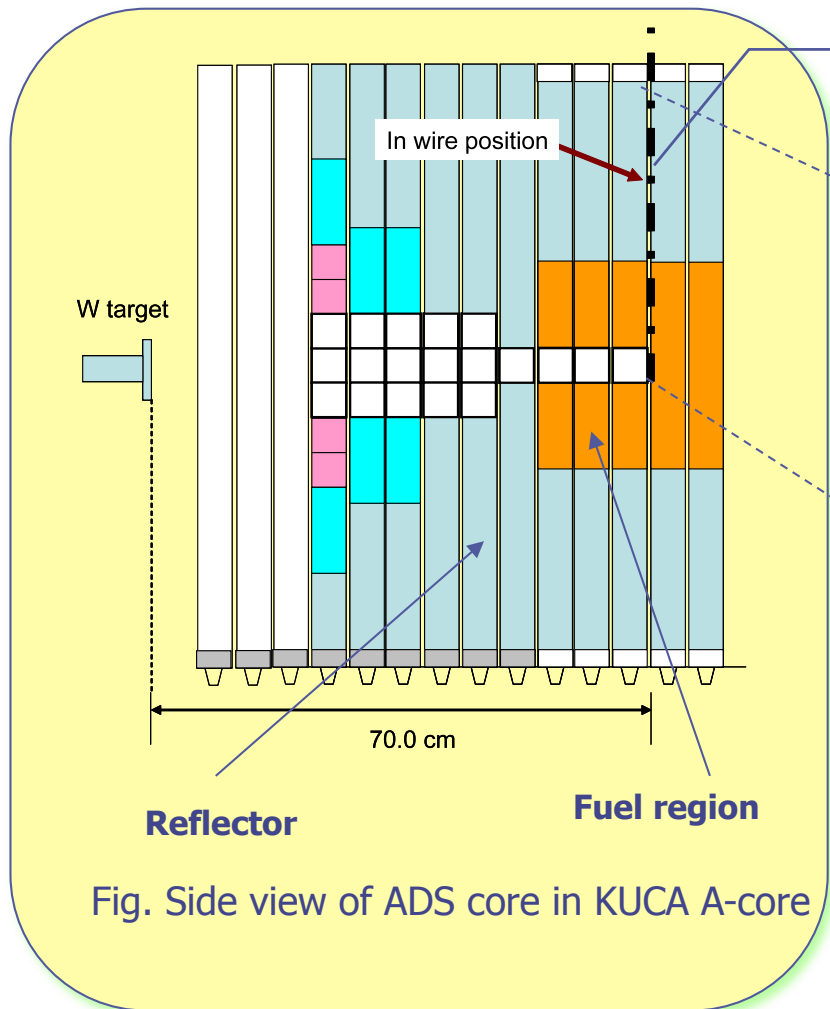 In wire position
W target
70.0 cm
Reflector
Fuel region
Fig. Side view of ADS core in KUCA A-core